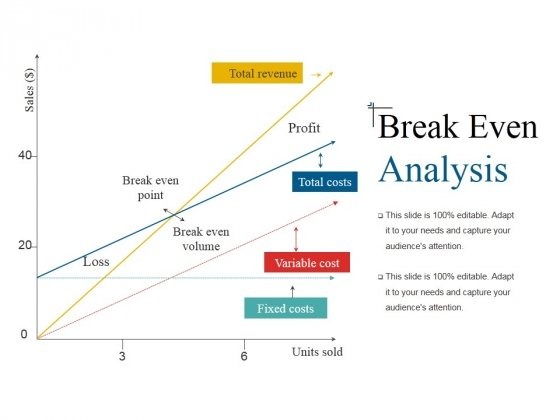 Sales ($)
Total revenue
Profit
40
Total costs
Break even
point
Break even
volume
20
Loss
Variable cost
Fixed costs
0
3
6
Units sold
Break Even
Analysis
This slide is 100% editable. Adapt
it to your needs and capture your
audience's attention.
This slide is 100% editable. Adapt
it to your needs and capture your
audience's attention.